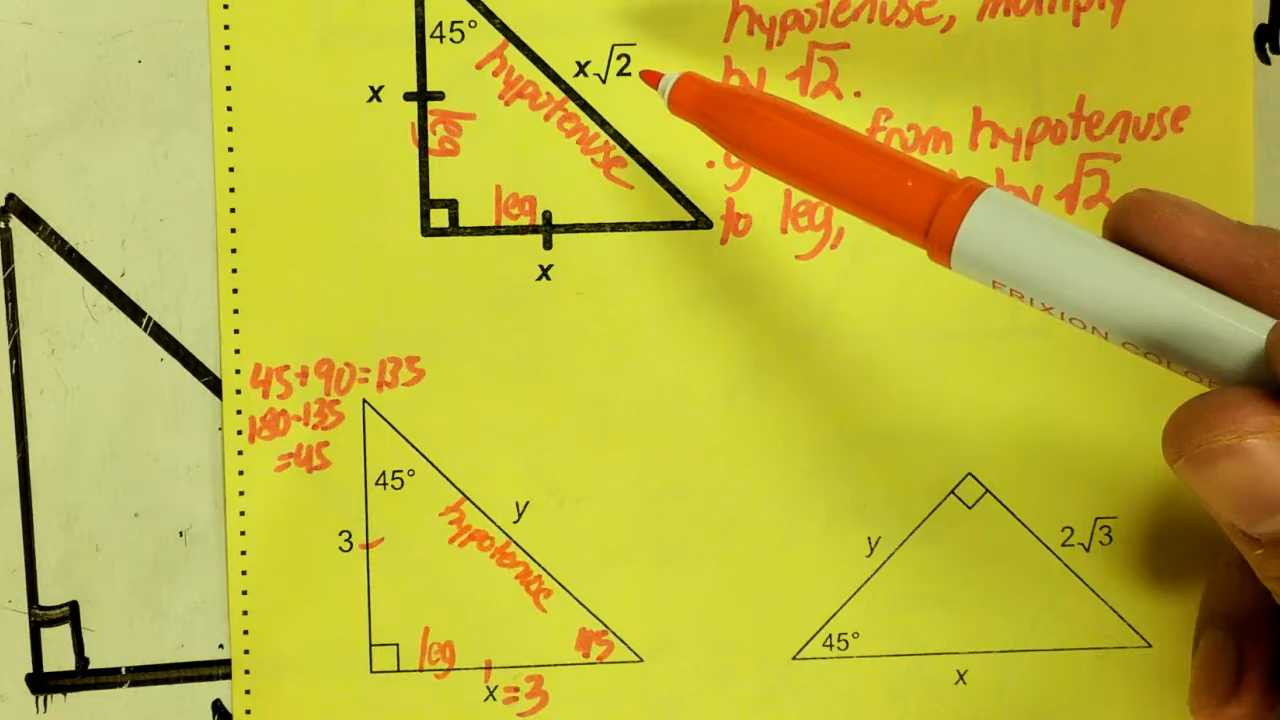 hypotenuse, multiply
by √2.
from hypotenuse
by √2
to leg,
45°
x√2
hypotenuse
x
leg
leg
x
FRIXION COLOR
45+90=135
180-135
=45
45°
y
hypotenuse
3
leg
45
x=3
y
2√3
45°
x